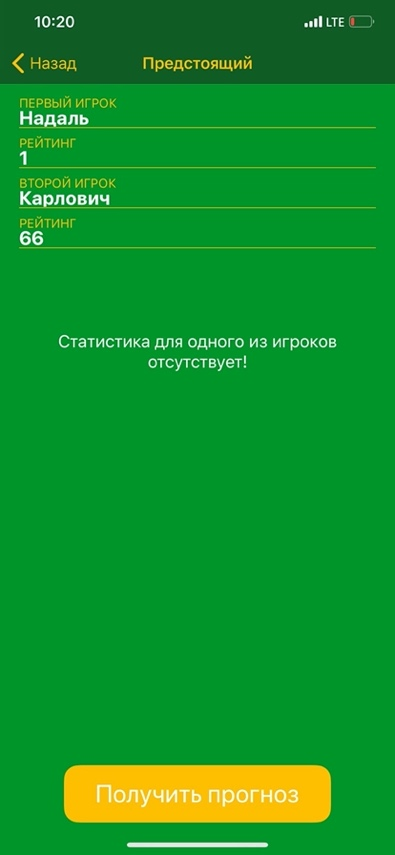 10:20
LTE
Назад
Предстоящий
ПЕРВЫЙ ИГРОК
Надаль
РЕЙТИНГ
1
ВТОРОЙ ИГРОК
Карлович
РЕЙТИНГ
66
Статистика для одного из игроков
отсутствует!
Получить прогноз